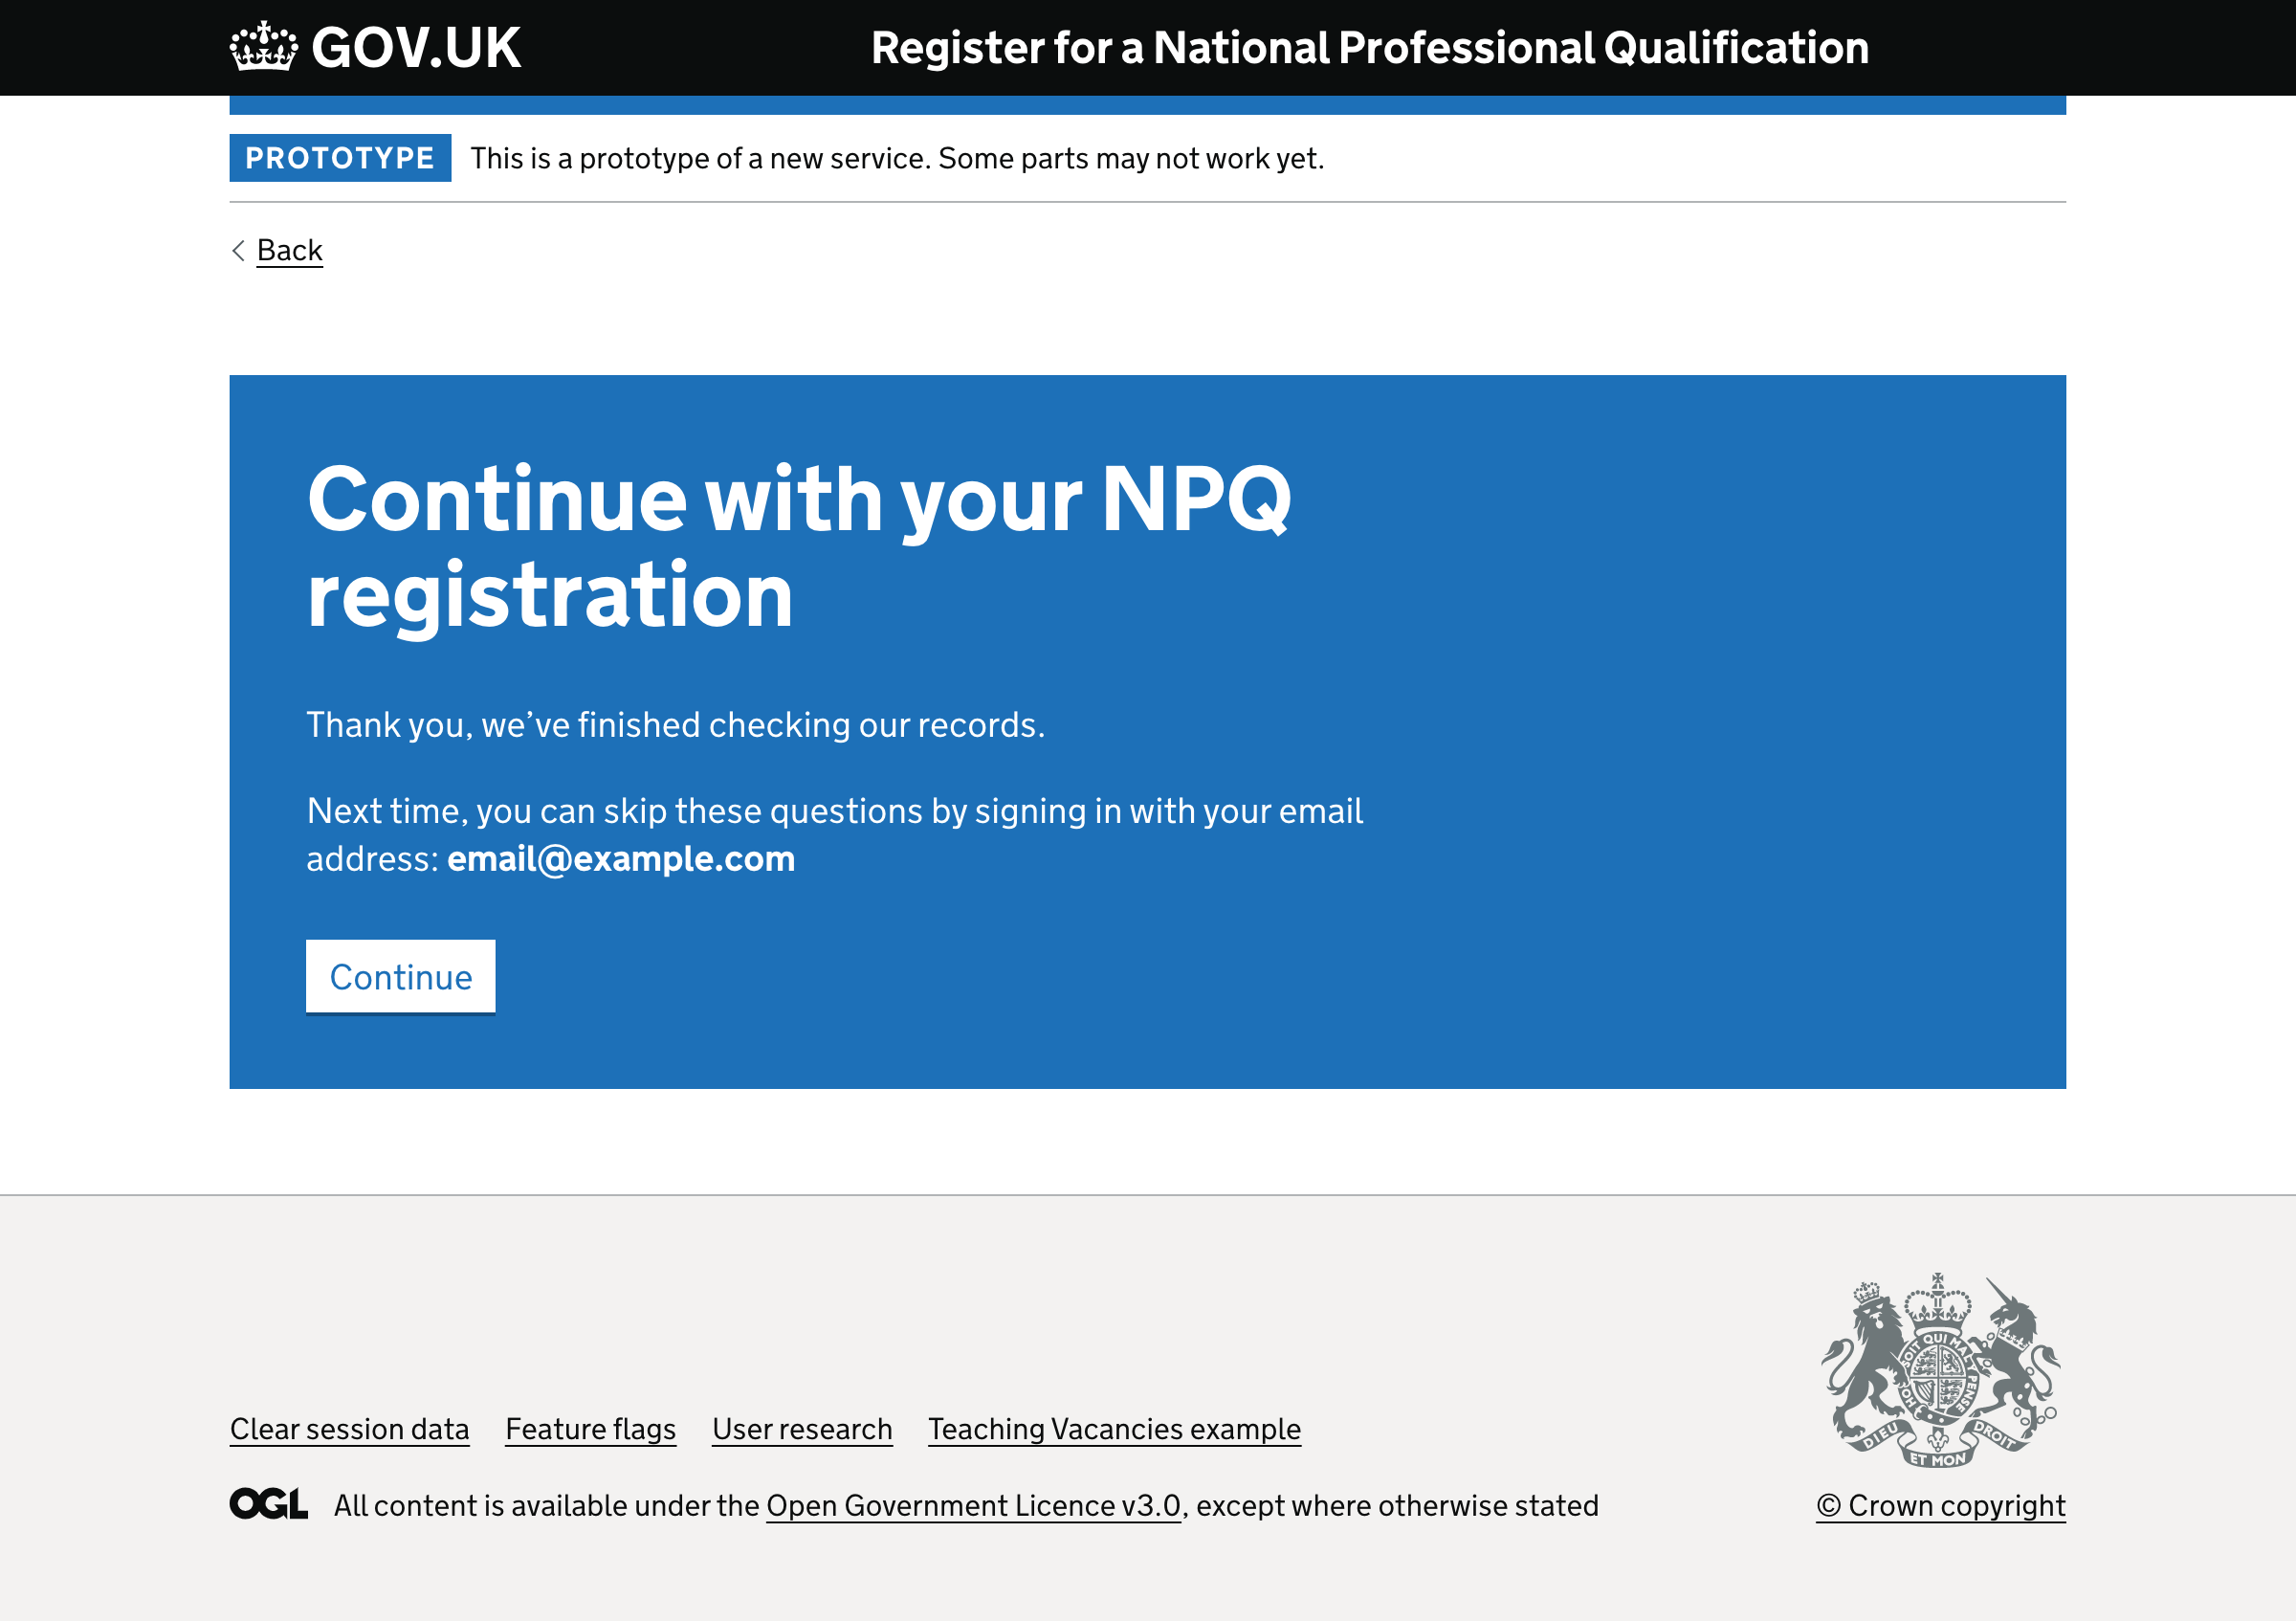 GOV.UK
Register for a National Professional Qualification
PROTOTYPE This is a prototype of a new service. Some parts may not work yet.
Back
Continue with your NPQ
registration
Thank you, we’ve finished checking our records.
Next time, you can skip these questions by signing in with your email
address: email@example.com
Continue
Clear session data Feature flags User research Teaching Vacancies example
OGL All content is available under the Open Government Licence v3.0, except where otherwise stated
SOIT QUI MAL Y PENSE
HON
DIEU ET MON DROIT
© Crown copyright